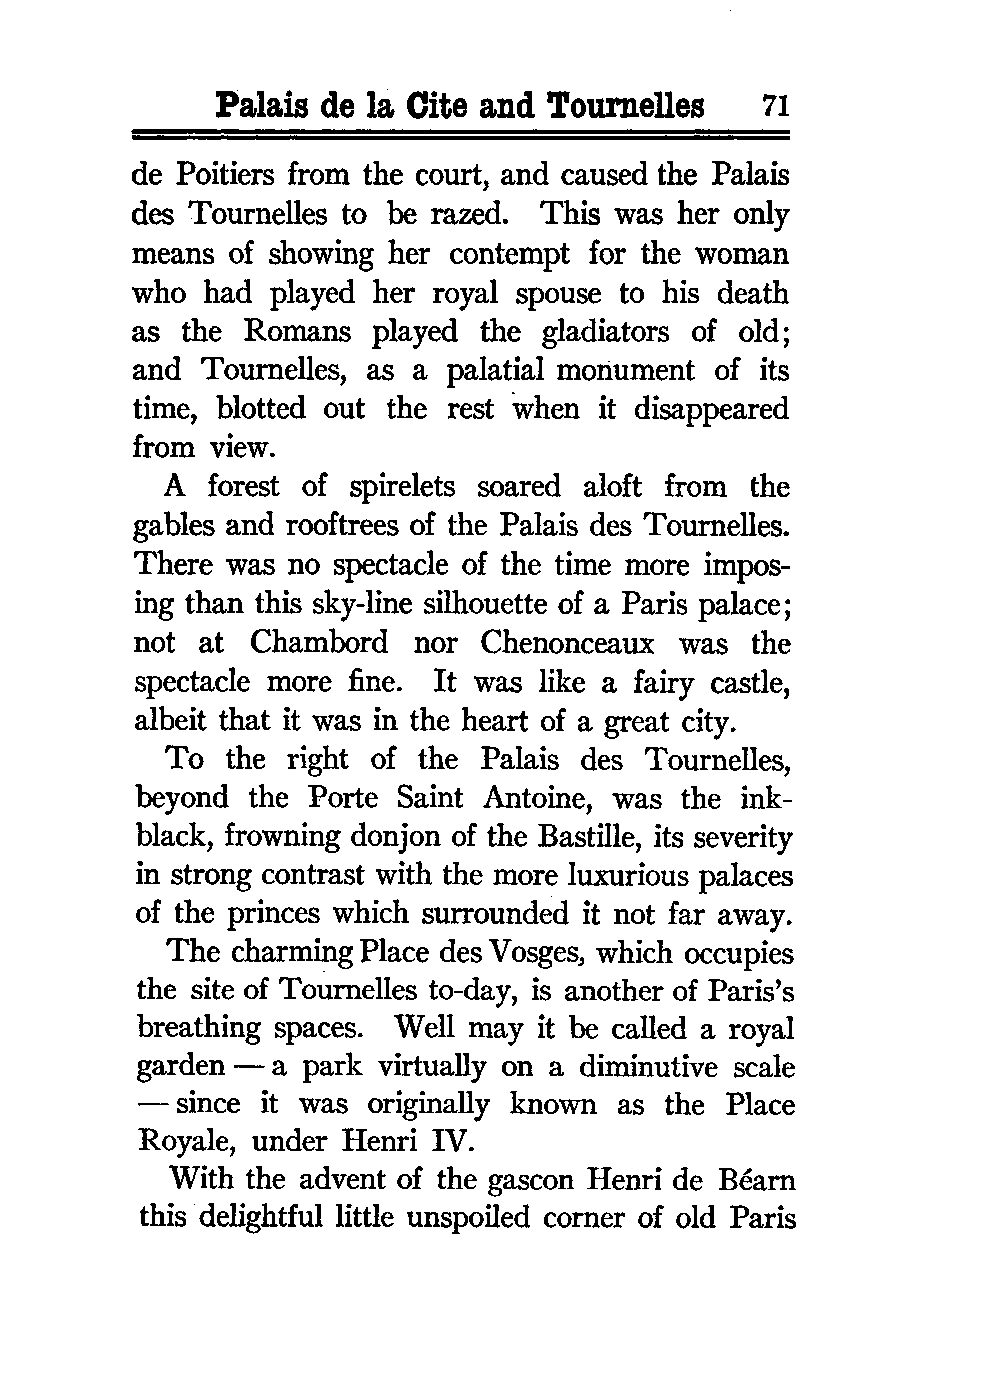 Palais de la Cite and Tournelles 71
de Poitiers from the court, and caused the Palais
des Tournelles to be razed. This was her only
means of showing her contempt for the woman
who had played her royal spouse to his death
as the Romans played the gladiators of old;
and Tournelles, as a palatial monument of its
time, blotted out the rest when it disappeared
from view.
A forest of spirelets soared aloft from the
gables and rooftrees of the Palais des Tournelles.
There was no spectacle of the time more impos-
ing than this sky-line silhouette of a Paris palace;
not at Chambord nor Chenonceaux was the
spectacle more fine. It was like a fairy castle,
albeit that it was in the heart of a great city.
To the right of the Palais des Tournelles,
beyond the Porte Saint Antoine, was the ink-
black, frowning donjon of the Bastille, its severity
in strong contrast with the more luxurious palaces
of the princes which surrounded it not far away.
The charming Place des Vosges, which occupies
the site of Tournelles to-day, is another of Paris's
breathing spaces. Well may it be called a royal
garden — a park virtually on a diminutive scale
— since it was originally known as the Place
Royale, under Henri IV.
With the advent of the gascon Henri de Béarn
this delightful little unspoiled corner of old Paris